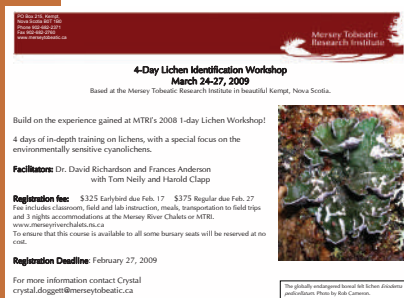 PO Box 215, Kempt,
Nova Scotia B0T 1B0
Phone 902-682-2371
Fax 902-682-2760
www.merseytobeatic.ca
Mersey Tobeatic
Research Institute
4-Day Lichen Identification Workshop
March 24-27, 2009
Based at the Mersey Tobeatic Research Institute in beautiful Kempt, Nova Scotia.
Build on the experience gained at MTRI's 2008 1-day Lichen Workshop!
4 days of in-depth training on lichens, with a special focus on the
environmentally sensitive cyanolichens.
Facilitators: Dr. David Richardson and Frances Anderson
with Tom Neily and Harold Clapp
Registration fee: $325 Earlybird due Feb. 17 $375 Regular due Feb. 27
Fee includes classroom, field and lab instruction, meals, transportation to field trips
and 3 nights accommodations at the Mersey River Chalets or MTRI.
www.merseyriverchalets.ns.ca
To ensure that this course is available to all some bursary seats will be reserved at no
cost.
Registration Deadline: February 27, 2009
For more information contact Crystal
crystal.doggett@merseytobeatic.ca
The globally endangered boreal felt lichen Erioderma
pedicellatum. Photo by Rob Cameron.